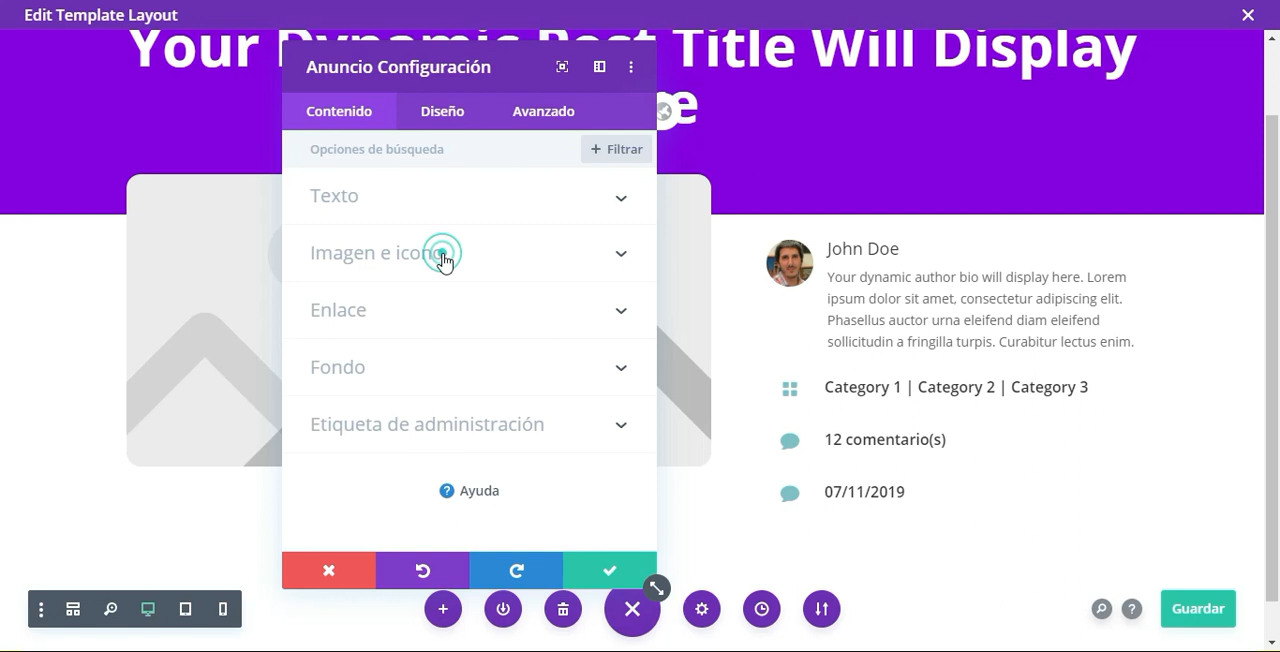 Edit Template Layout
Your Dynamic Post Title Will Display
e
Anuncio Configuración
Contenido Diseño Avanzado
Opciones de búsqueda
+ Filtrar
Texto
Imagen e icono
Enlace
Fondo
Etiqueta de administración
? Ayuda
John Doe
Your dynamic author bio will display here. Lorem
ipsum dolor sit amet, consectetur adipiscing elit.
Phasellus auctor urna eleifend diam eleifend
sollicitudin a fringilla turpis. Curabitur lectus enim.
Category 1 | Category 2 | Category 3
12 comentario(s)
07/11/2019
?
Guardar